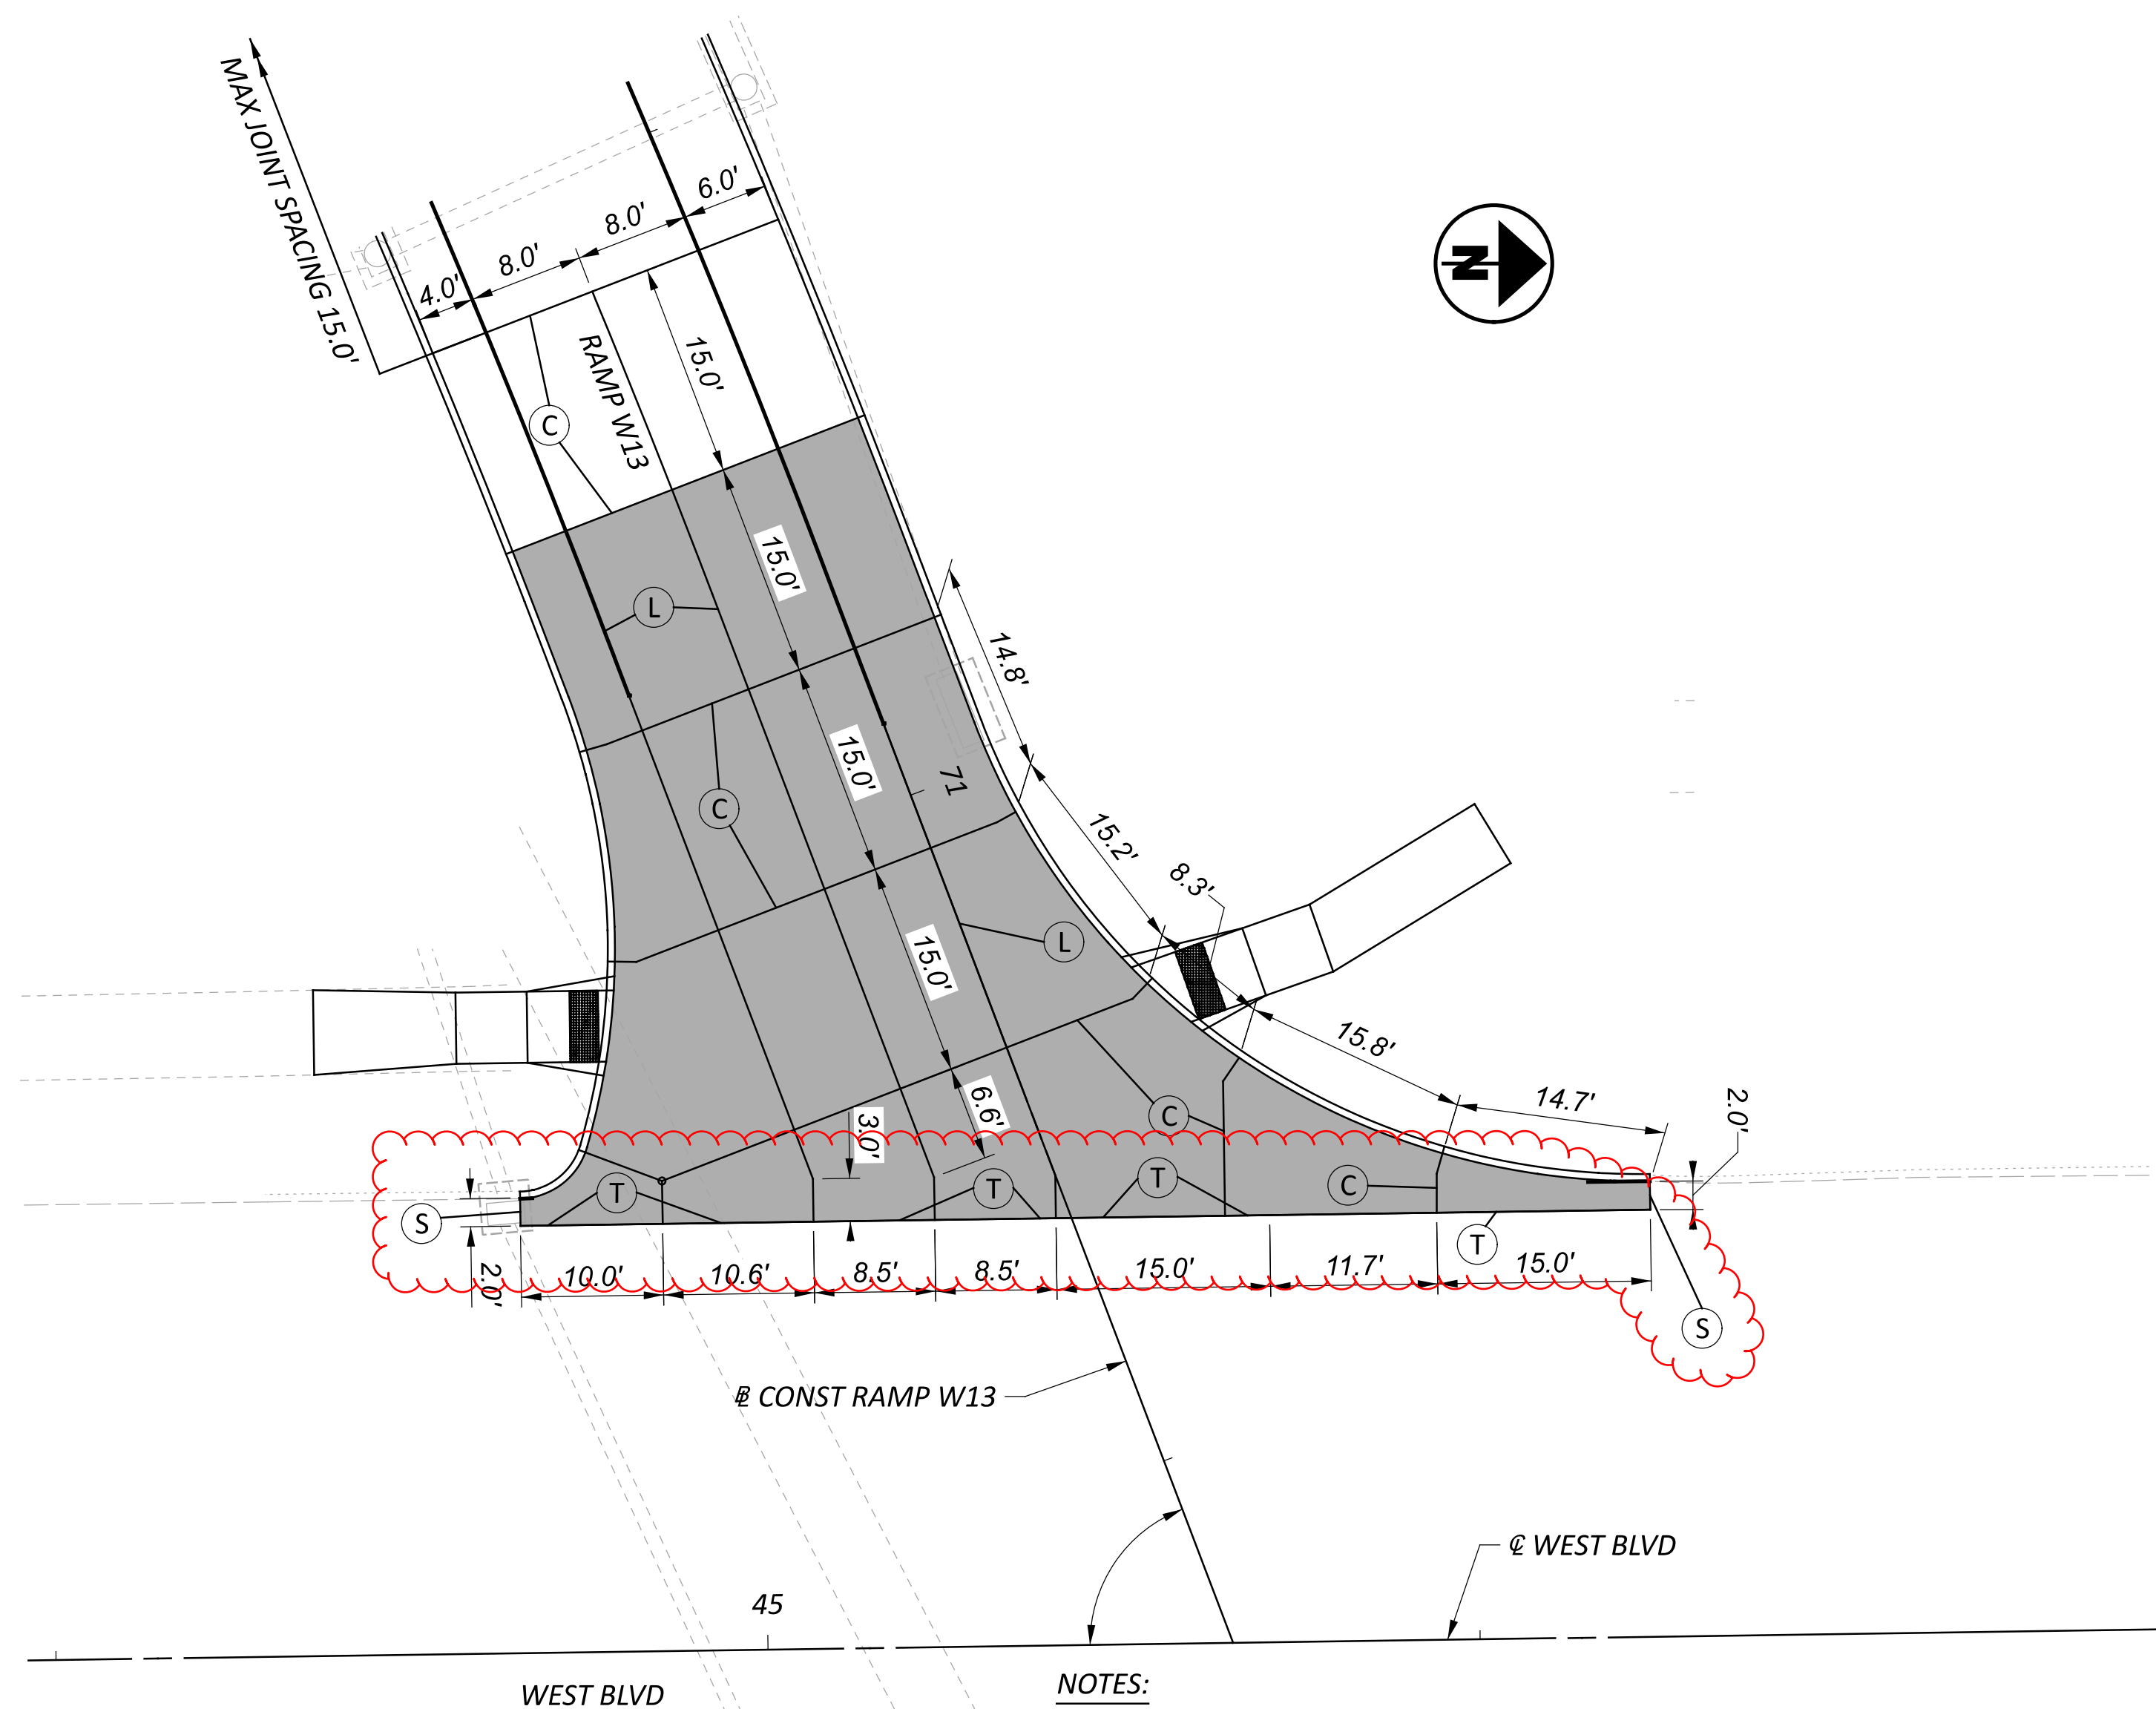 MAX JOINT SPACING 15.0'
4.0'
8.0'
8.0'
6.0'
N
RAMP W13
15.0'
C
15.0'
L
14.8'
15.0'
71
C
15.2'
8.3'
15.0'
L
15.8'
14.7'
2.0'
6.6'
3.0'
C
T
T
T
C
S
T
2.0'
10.0'
10.6'
8.5'
8.5'
15.0'
11.7'
15.0'
S
℄ CONST RAMP W13
℄ WEST BLVD
45
WEST BLVD
NOTES: